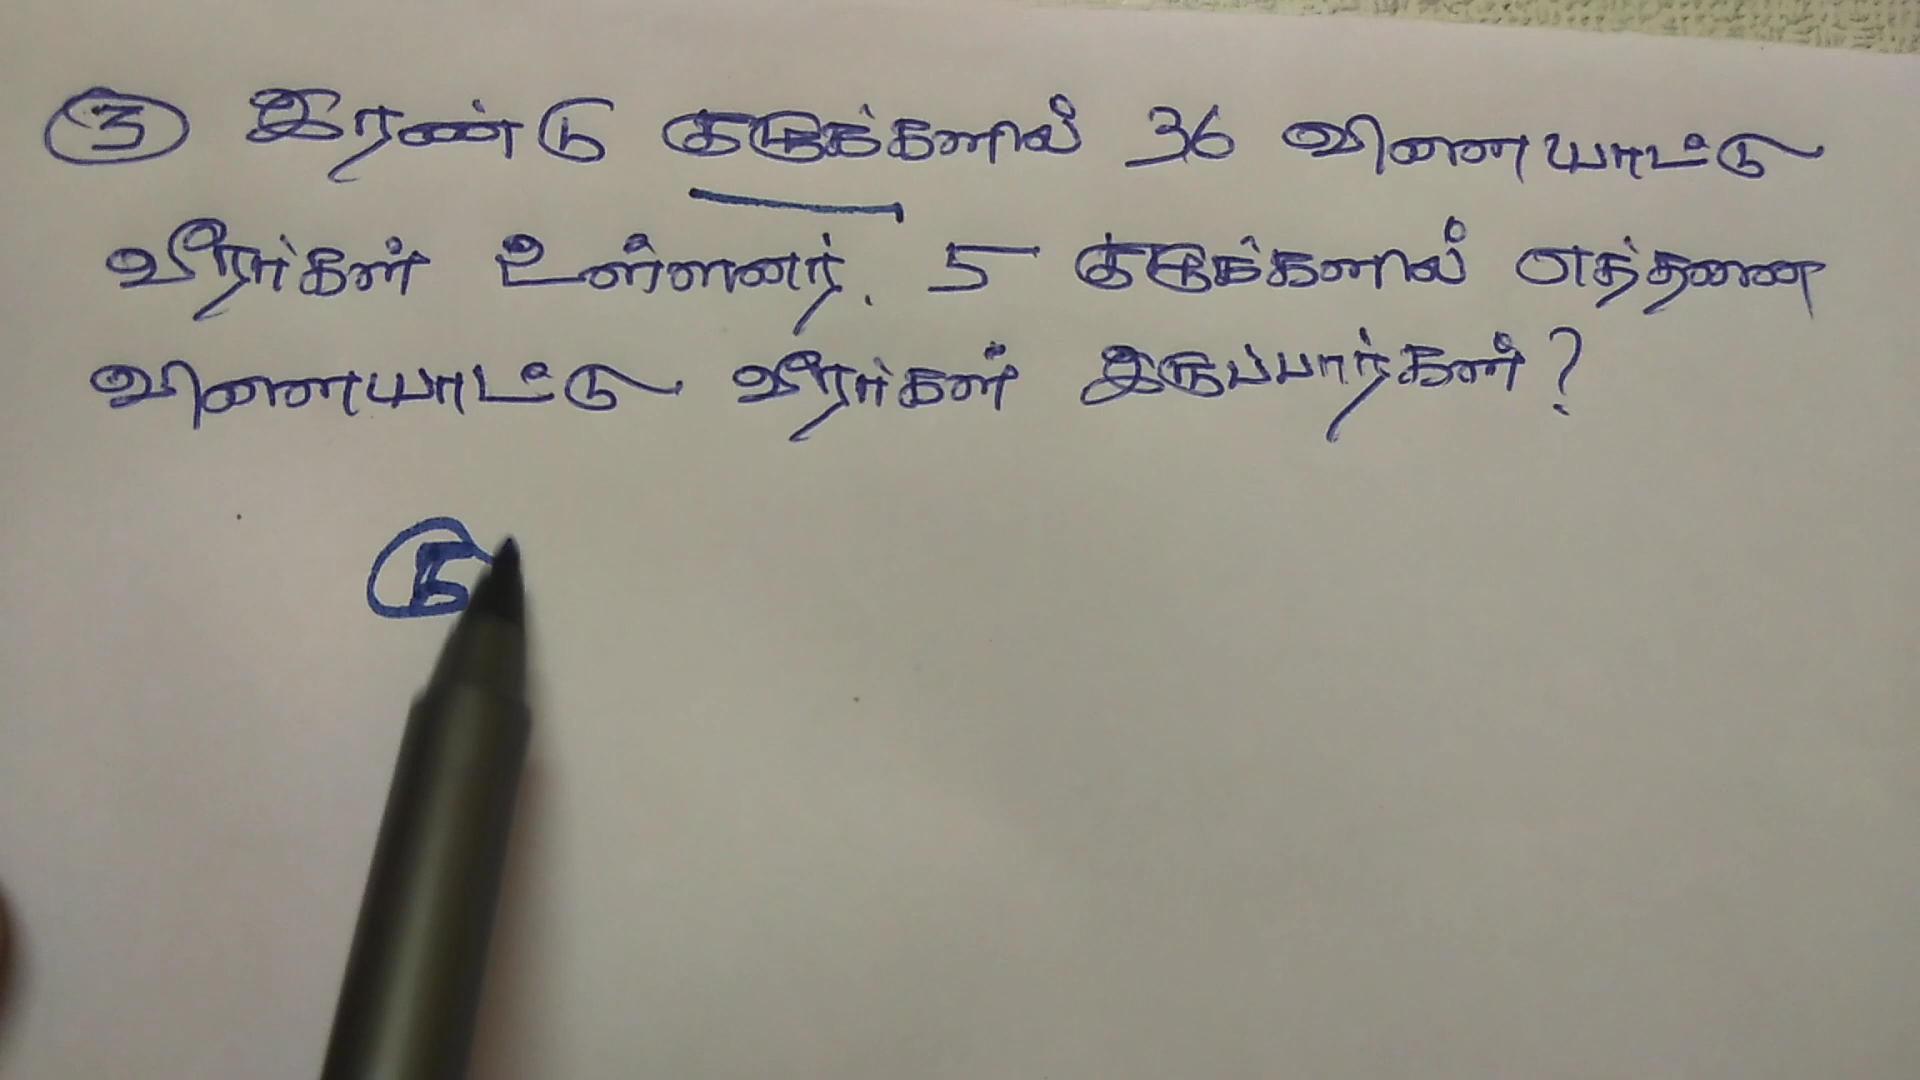 ③ இரண்டு குழுக்களில் 36 விளையாட்டு
வீரர்கள் உள்ளனர். 5 குழுக்களில் எத்தனை
விளையாட்டு வீரர்கள் இருப்பார்கள்?